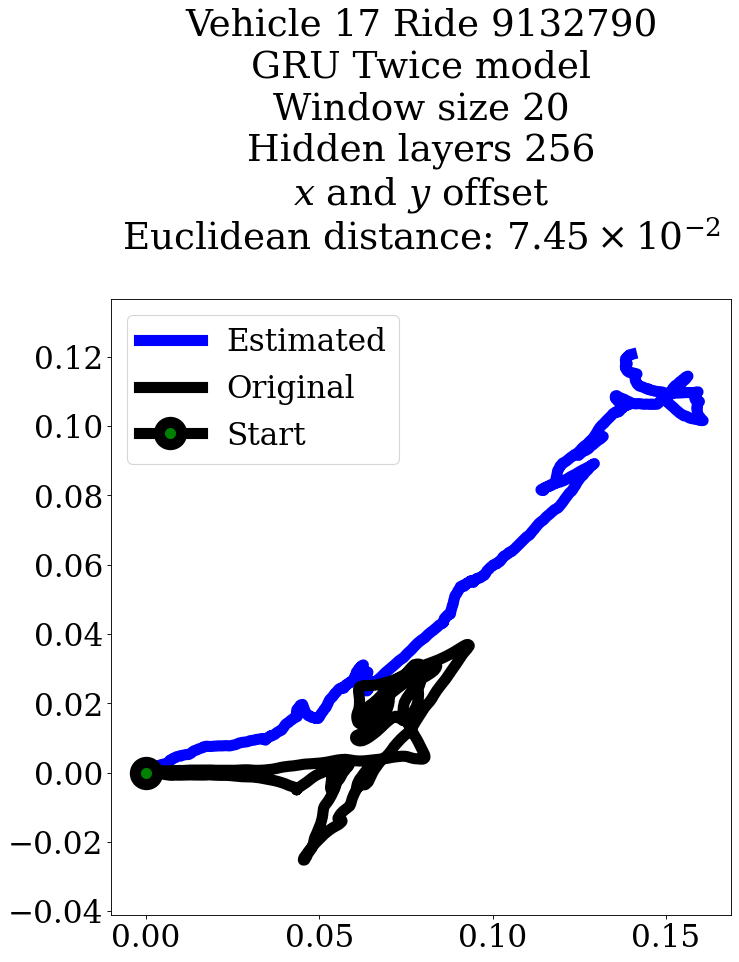 Vehicle 17 Ride 9132790
GRU Twice model
Window size 20
Hidden layers 256
x and y offset
Euclidean distance: 7.45 × 10⁻²
Estimated
Original
Start
0.12
0.10
0.08
0.06
0.04
0.02
0.00
−0.02
−0.04
0.00 0.05 0.10 0.15